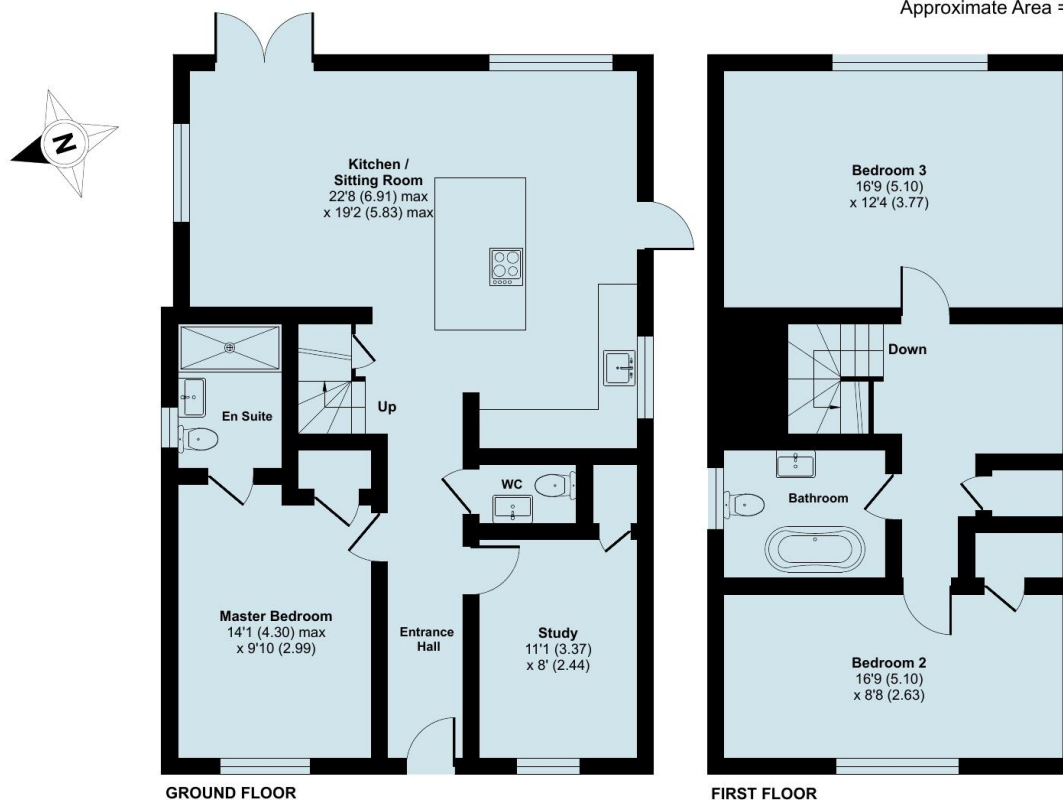 Approximate Area =
N
Kitchen /
Sitting Room
22'8 (6.91) max
x 19'2 (5.83) max
Bedroom 3
16'9 (5.10)
x 12'4 (3.77)
Down
Up
En Suite
WC
Bathroom
Master Bedroom
14'1 (4.30) max
x 9'10 (2.99)
Entrance
Hall
Study
11'1 (3.37)
x 8' (2.44)
Bedroom 2
16'9 (5.10)
x 8'8 (2.63)
GROUND FLOOR
FIRST FLOOR